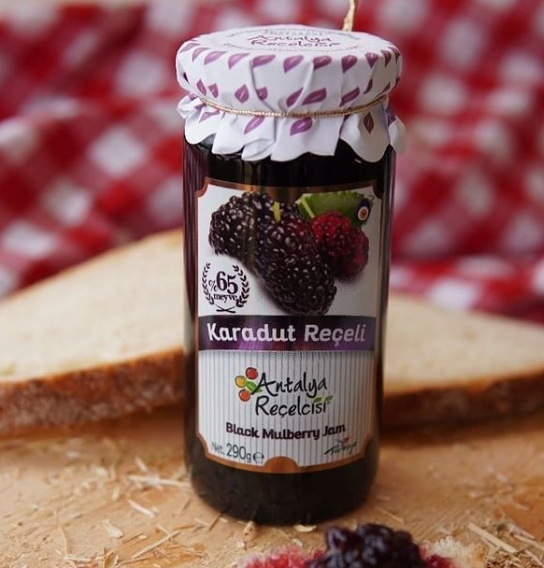 Antalya
Reçelcisi
%65
meyve
Karadut Reçeli
Antalya
Reçelcisi
Black Mulberry Jam
Net. 290g e